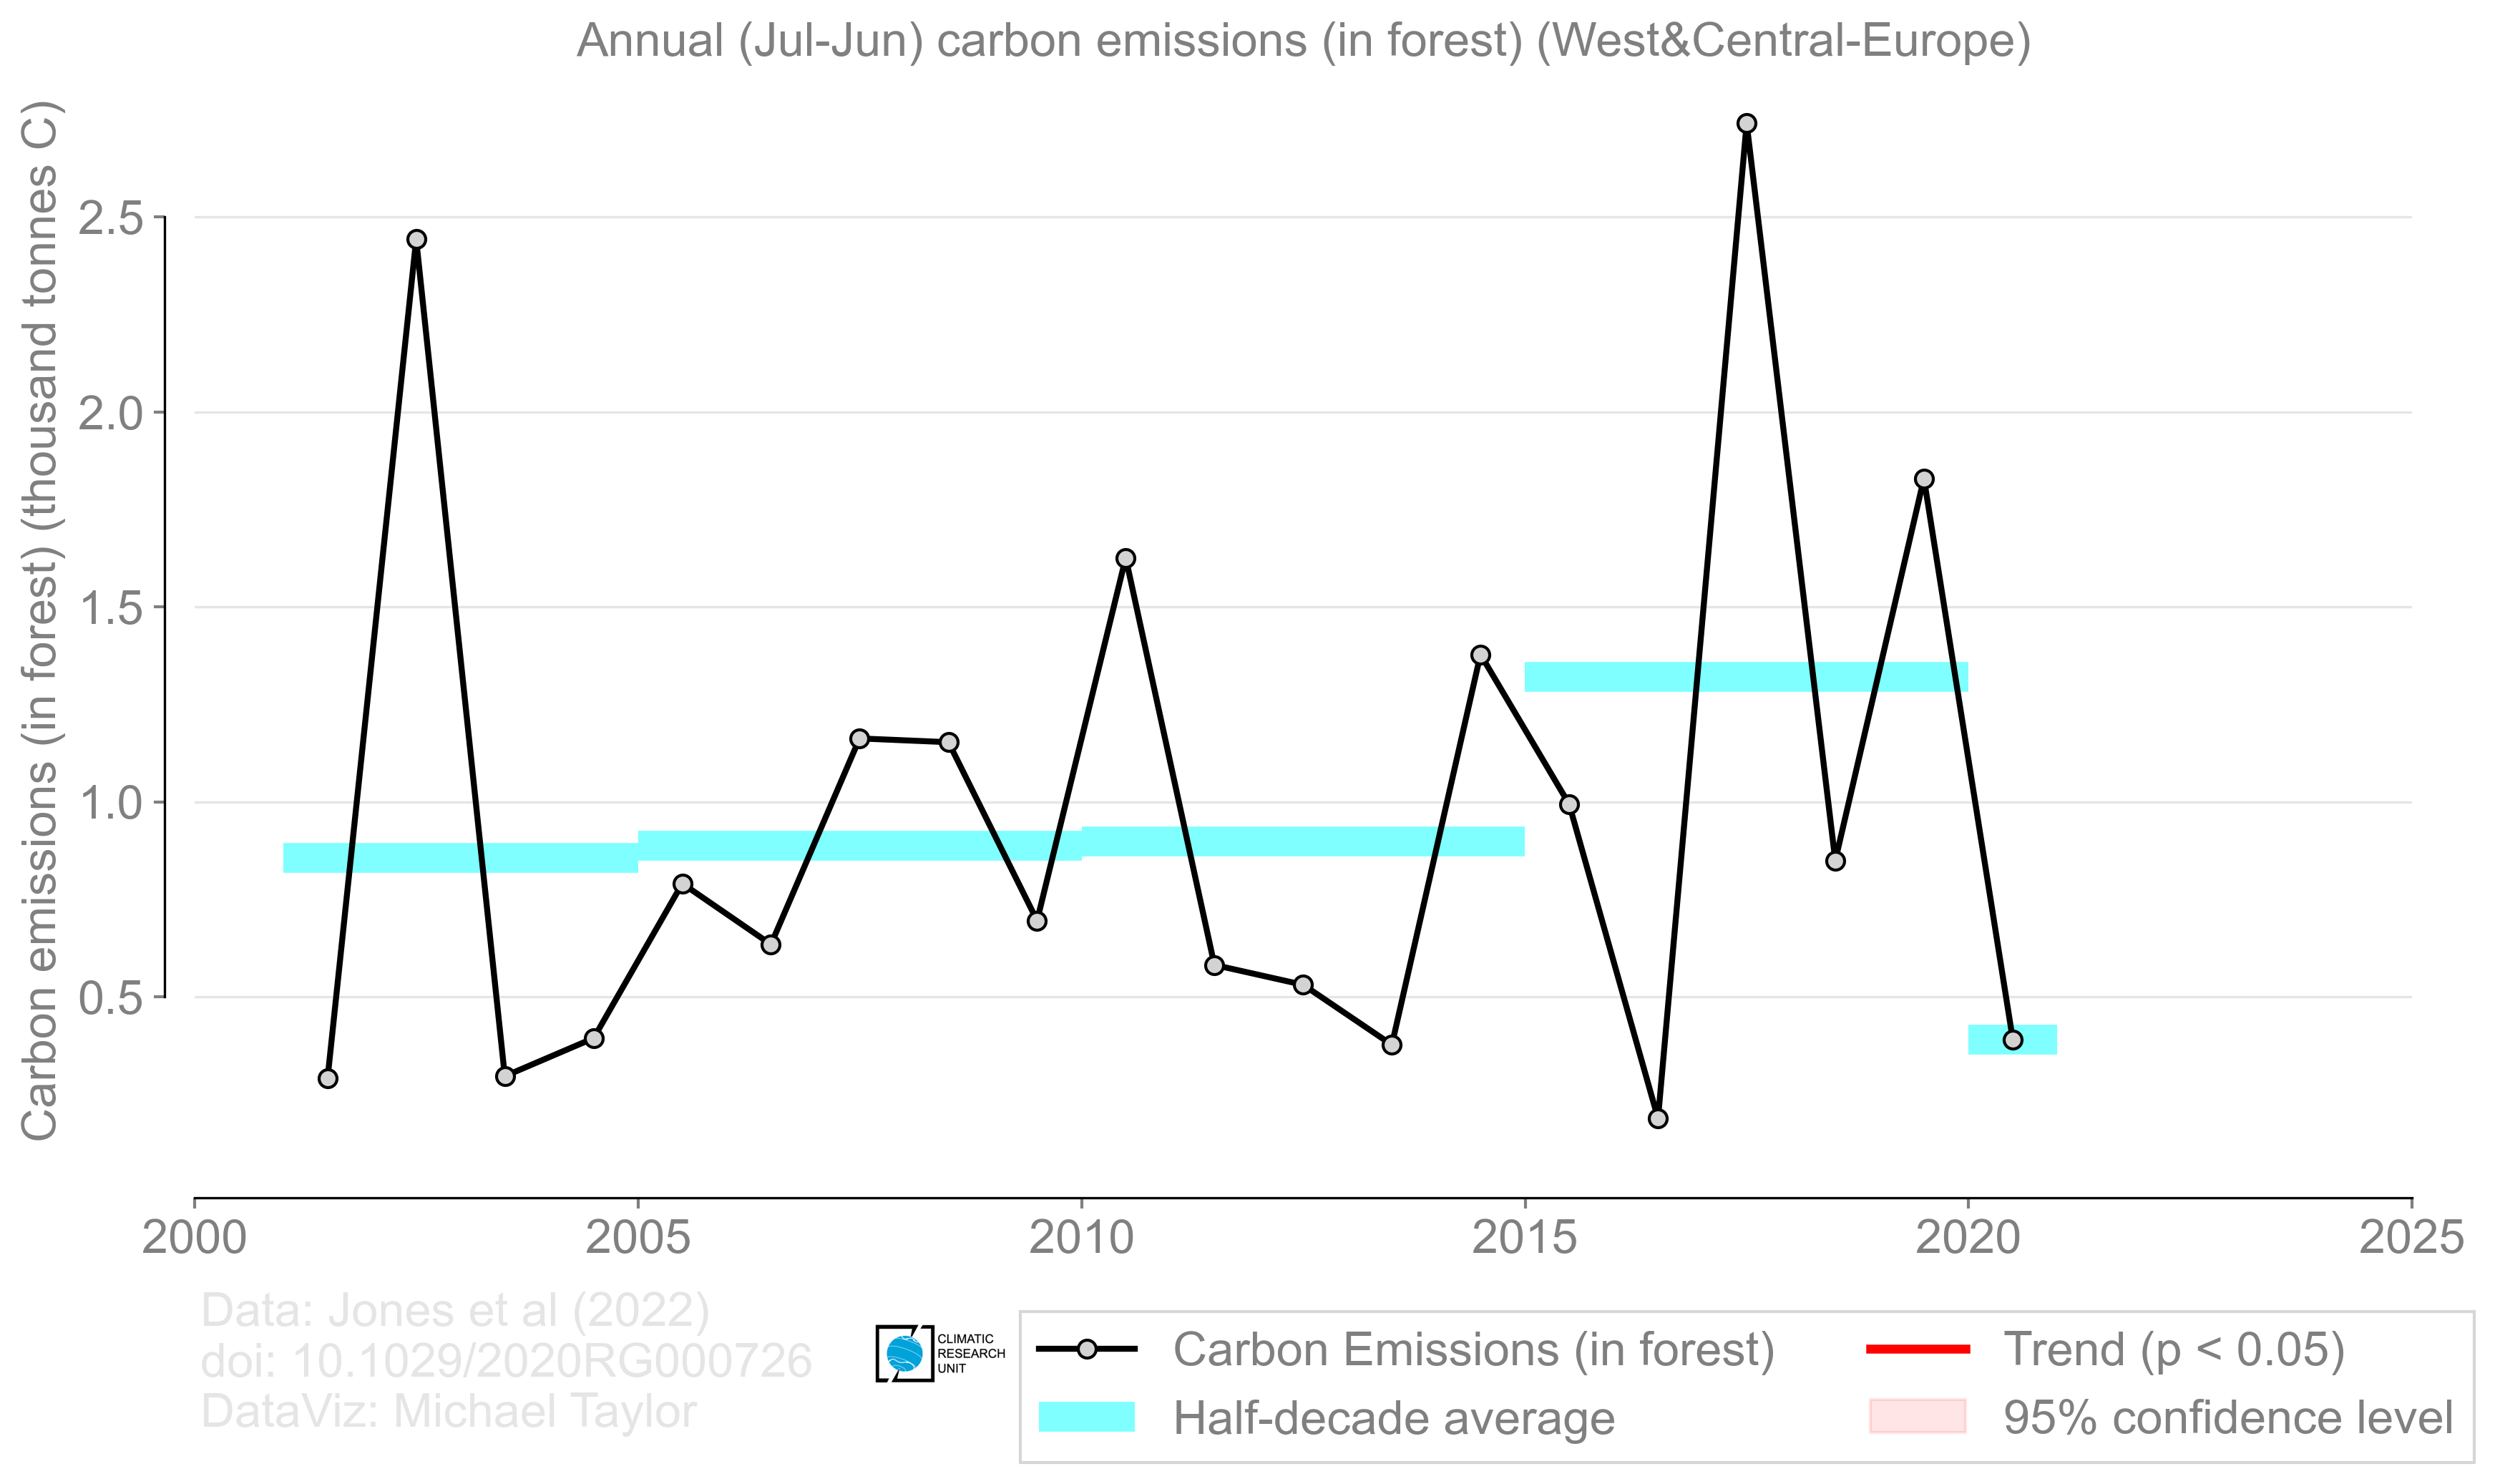 Annual (Jul-Jun) carbon emissions (in forest) (West&Central-Europe)
Carbon emissions (in forest) (thousand tonnes C)
2.5
2.0
1.5
1.0
0.5
2000 2005 2010 2015 2020 2025
Data: Jones et al (2022)
doi: 10.1029/2020RG000726
DataViz: Michael Taylor
CLIMATIC
RESEARCH
UNIT
Carbon Emissions (in forest)
Half-decade average
Trend (p < 0.05)
95% confidence level